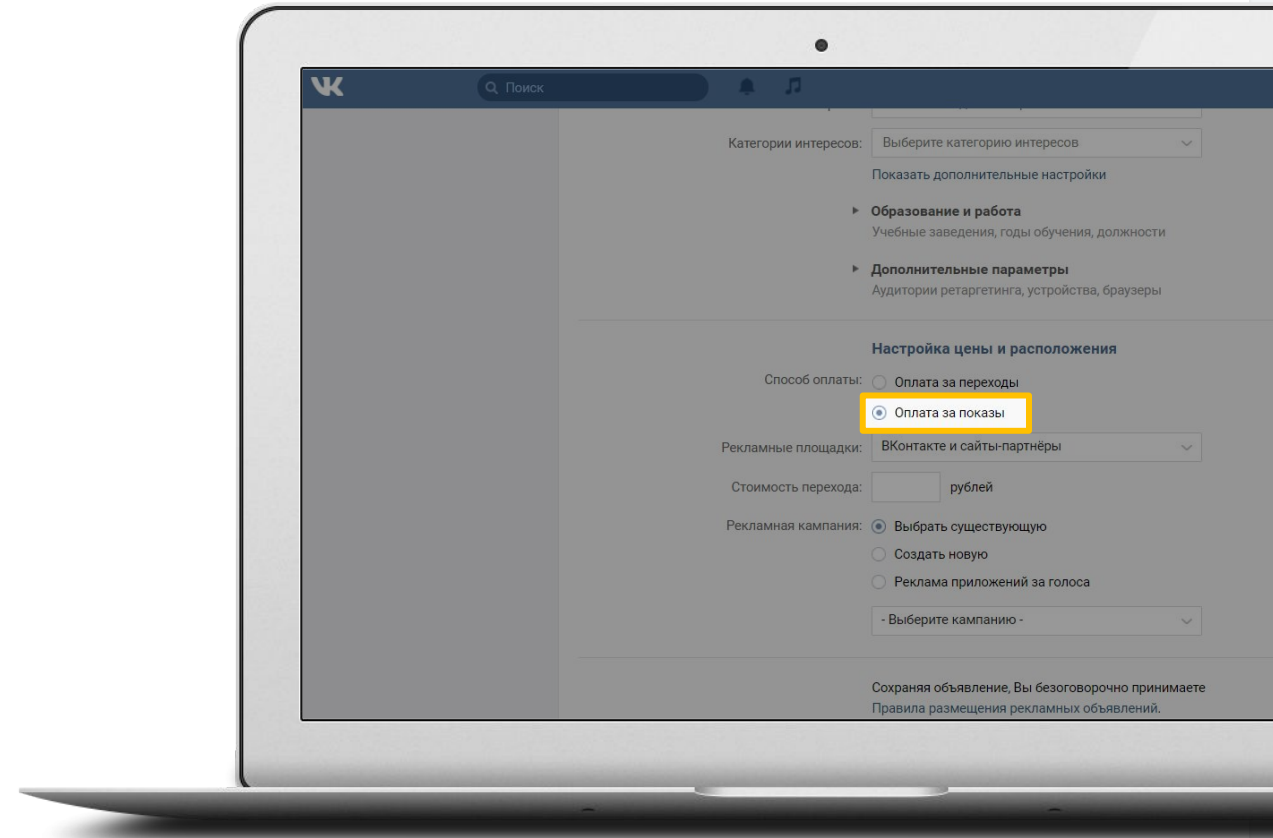 Поиск
Категории интересов: Выберите категорию интересов
Показать дополнительные настройки
Образование и работа
Учебные заведения, годы обучения, должности
Дополнительные параметры
Аудитории ретаргетинга, устройства, браузеры
Настройка цены и расположения
Способ оплаты: Оплата за переходы
Оплата за показы
Рекламные площадки: ВКонтакте и сайты-партнёры
Стоимость перехода: рублей
Рекламная кампания: Выбрать существующую
Создать новую
Реклама приложений за голоса
- Выберите кампанию -
Сохраняя объявление, Вы безоговорочно принимаете
Правила размещения рекламных объявлений.